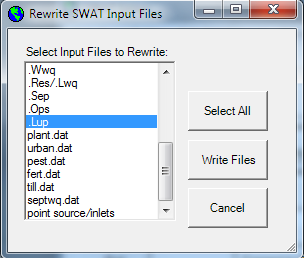 Rewrite SWAT Input Files
Select Input Files to Rewrite:
.Wwq
.Res/.Lwq
.Sep
.Ops
.Lup
plant.dat
urban.dat
pest.dat
fert.dat
till.dat
septwq.dat
point source/inlets
Select All
Write Files
Cancel